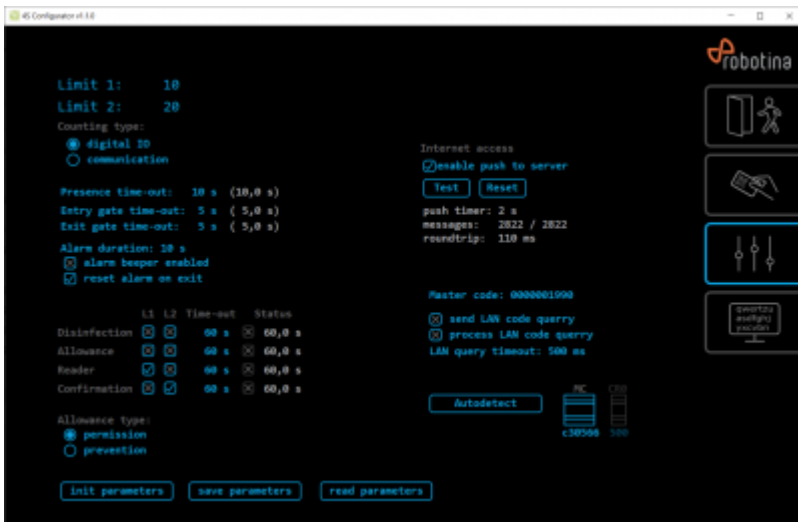 4S Configurator v1.1.0
robotina
Limit 1: 10
Limit 2: 20
Counting type:
digital IO
communication
Presence time-out: 10 s (10,0 s)
Entry gate time-out: 5 s ( 5,0 s)
Exit gate time-out: 5 s ( 5,0 s)
Alarm duration: 10 s
alarm beeper enabled
reset alarm on exit
L1 L2 Time-out Status
Disinfection 60 s 60,0 s
Allowance 60 s 60,0 s
Reader 60 s 60,0 s
Confirmation 60 s 60,0 s
Allowance type:
permission
prevention
init parameters save parameters read parameters
Internet access
enable push to server
Test Reset
push timer: 2 s
messages: 2822 / 2822
roundtrip: 110 ms
Master code: 0000001990
send LAN code querry
process LAN code querry
LAN query timeout: 500 ms
Autodetect
MC CR0
c30566 500
qwertzu
asdfghj
yxcvbn